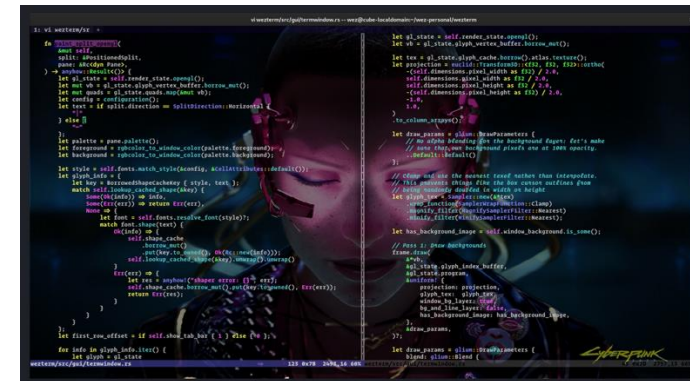 vi wezterm/src/gui/termwindow.rs -- wez@cube-localdomain:~/wez-personal/wezterm
1: vi wezterm/sr
fn paint_split_opengl(
&mut self,
split: &PositionedSplit,
pane: &Rc<dyn Pane>,
) -> anyhow::Result<()> {
let gl_state = self.render_state.opengl();
let mut vb = gl_state.glyph_vertex_buffer.borrow_mut();
let mut quads = gl_state.quads.map(&mut vb);
let config = configuration();
let text = if split.direction == SplitDirection::Horizontal {
"│"
} else {
"─"
};
let palette = pane.palette();
let foreground = rgbcolor_to_window_color(palette.foreground);
let background = rgbcolor_to_window_color(palette.background);
let style = self.fonts.match_style(&config, &CellAttributes::default());
let glyph_info = {
let key = BorrowedShapeCacheKey { style, text };
match self.lookup_cached_shape(&key) {
Some(Ok(info)) => info,
Some(Err(err)) => return Err(err),
None => {
let font = self.fonts.resolve_font(style)?;
match font.shape(text) {
Ok(info) => {
self.shape_cache
.borrow_mut()
.put(key.to_owned(), Ok(Rc::new(info)));
self.lookup_cached_shape(&key).unwrap().unwrap()
}
Err(err) => {
let res = anyhow!("shaper error: {}", err);
self.shape_cache.borrow_mut().put(key.to_owned(), Err(err));
return Err(res);
}
}
}
}
};
let first_row_offset = if self.show_tab_bar { 1 } else { 0 };
for info in glyph_info.iter() {
let glyph = gl_state
wezterm/src/gui/termwindow.rs 123 0x7B 2498,16 60%
let gl_state = self.render_state.opengl();
let vb = gl_state.glyph_vertex_buffer.borrow_mut();
let tex = gl_state.glyph_cache.borrow().atlas.texture();
let projection = euclid::Transform3D::<f32, f32, f32>::ortho(
-(self.dimensions.pixel_width as f32) / 2.0,
self.dimensions.pixel_width as f32 / 2.0,
self.dimensions.pixel_height as f32 / 2.0,
-(self.dimensions.pixel_height as f32) / 2.0,
-1.0,
1.0,
)
.to_column_arrays();
let draw_params = glium::DrawParameters {
// No alpha blending for the background layer: let's make
// sure that our background pixels are at 100% opacity.
..Default::default()
};
// Clamp and use the nearest texel rather than interpolate.
// This prevents things like the box cursor outlines from
// being randomly doubled in width or height
let glyph_tex = Sampler::new(&*tex)
.wrap_function(SamplerWrapFunction::Clamp)
.magnify_filter(MagnifySamplerFilter::Nearest)
.minify_filter(MinifySamplerFilter::Nearest);
let has_background_image = self.window_background.is_some();
// Pass 1: Draw backgrounds
frame.draw(
&*vb,
&gl_state.glyph_index_buffer,
&gl_state.program,
&uniform! {
projection: projection,
glyph_tex: glyph_tex,
window_bg_layer: true,
bg_and_line_layer: false,
has_background_image: has_background_image,
},
&draw_params,
)?;
let draw_params = glium::DrawParameters {
blend: glium::Blend {
wezterm/src/gui/termwindow.rs
CYBERPUNK